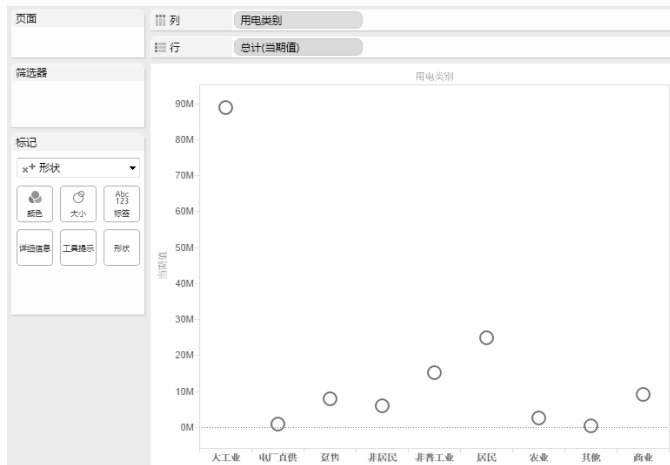 页面
列
用电类别
行
总计(当期值)
筛选器
标记
形状
颜色
大小
Abc
123
标签
详细信息
工具提示
形状
用电类别
当期值
90M
80M
70M
60M
50M
40M
30M
20M
10M
0M
大工业
电厂直供
趸售
非居民
非普工业
居民
农业
其他
商业